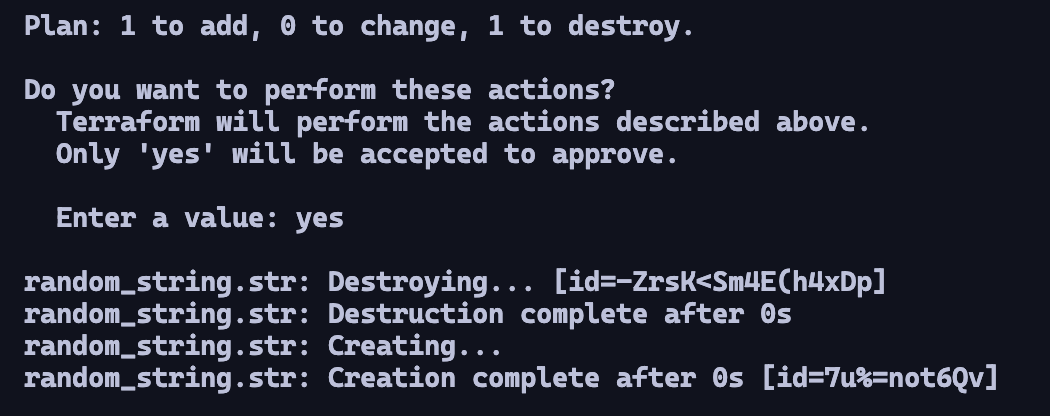 Plan: 1 to add, 0 to change, 1 to destroy.
Do you want to perform these actions?
Terraform will perform the actions described above.
Only 'yes' will be accepted to approve.
Enter a value: yes
random_string.str: Destroying... [id=-ZrsK<Sm4E(h4xDp]
random_string.str: Destruction complete after 0s
random_string.str: Creating...
random_string.str: Creation complete after 0s [id=7u%=not6Qv]